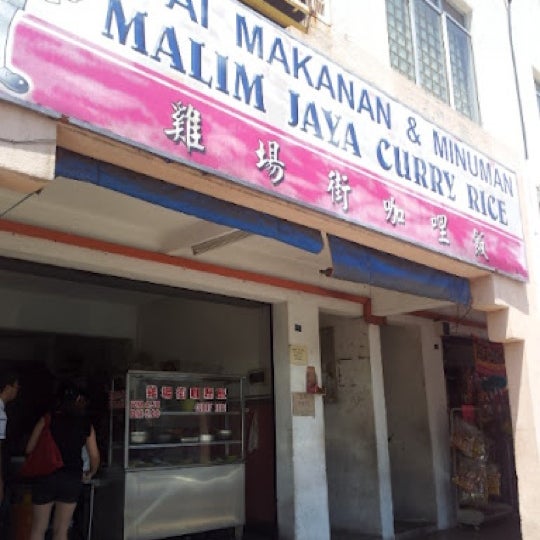 AI MAKANAN & MINUMAN
MALIM JAYA CURRY RICE
雞場街咖哩飯